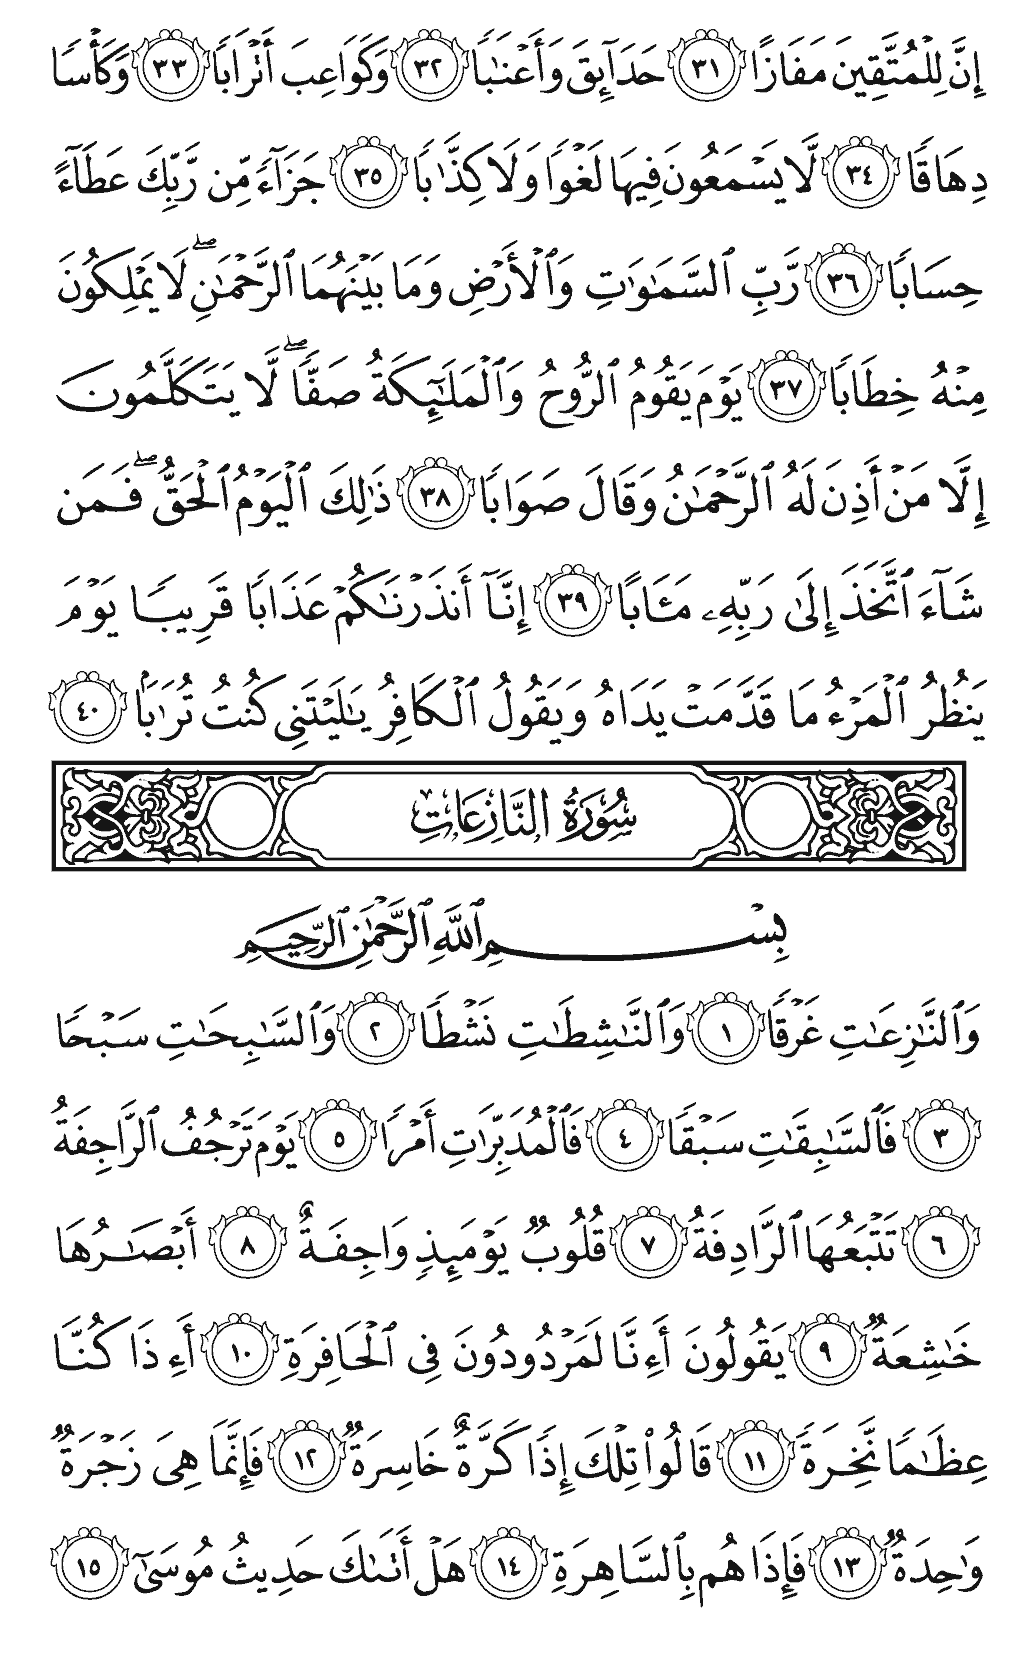 إِنَّ لِلْمُتَّقِينَ مَفَازًا ٣١ حَدَآئِقَ وَأَعْنَٰبًا ٣٢ وَكَوَاعِبَ أَتْرَابًا ٣٣ وَكَأْسًا
دِهَاقًا ٣٤ لَّا يَسْمَعُونَ فِيهَا لَغْوًا وَلَا كِذَّٰبًا ٣٥ جَزَآءً مِّن رَّبِّكَ عَطَآءً
حِسَابًا ٣٦ رَّبِّ ٱلسَّمَٰوَٰتِ وَٱلْأَرْضِ وَمَا بَيْنَهُمَا ٱلرَّحْمَٰنِ ۖ لَا يَمْلِكُونَ
مِنْهُ خِطَابًا ٣٧ يَوْمَ يَقُومُ ٱلرُّوحُ وَٱلْمَلَٰٓئِكَةُ صَفًّا ۖ لَّا يَتَكَلَّمُونَ
إِلَّا مَنْ أَذِنَ لَهُ ٱلرَّحْمَٰنُ وَقَالَ صَوَابًا ٣٨ ذَٰلِكَ ٱلْيَوْمُ ٱلْحَقُّ ۖ فَمَن
شَآءَ ٱتَّخَذَ إِلَىٰ رَبِّهِۦ مَـَٔابًا ٣٩ إِنَّآ أَنذَرْنَٰكُمْ عَذَابًا قَرِيبًا يَوْمَ
يَنظُرُ ٱلْمَرْءُ مَا قَدَّمَتْ يَدَاهُ وَيَقُولُ ٱلْكَافِرُ يَٰلَيْتَنِى كُنتُ تُرَٰبًۢا ٤٠
سُورَةُ النَّازِعَاتِ
بِسْمِ ٱللَّهِ ٱلرَّحْمَٰنِ ٱلرَّحِيمِ
وَٱلنَّٰزِعَٰتِ غَرْقًا ١ وَٱلنَّٰشِطَٰتِ نَشْطًا ٢ وَٱلسَّٰبِحَٰتِ سَبْحًا
٣ فَٱلسَّٰبِقَٰتِ سَبْقًا ٤ فَٱلْمُدَبِّرَٰتِ أَمْرًا ٥ يَوْمَ تَرْجُفُ ٱلرَّاجِفَةُ
٦ تَتْبَعُهَا ٱلرَّادِفَةُ ٧ قُلُوبٌ يَوْمَئِذٍ وَاجِفَةٌ ٨ أَبْصَٰرُهَا
خَٰشِعَةٌ ٩ يَقُولُونَ أَءِنَّا لَمَرْدُودُونَ فِى ٱلْحَافِرَةِ ١٠ أَءِذَا كُنَّا
عِظَٰمًا نَّخِرَةً ١١ قَالُوا۟ تِلْكَ إِذًا كَرَّةٌ خَاسِرَةٌ ١٢ فَإِنَّمَا هِىَ زَجْرَةٌ
وَٰحِدَةٌ ١٣ فَإِذَا هُم بِٱلسَّاهِرَةِ ١٤ هَلْ أَتَىٰكَ حَدِيثُ مُوسَىٰٓ ١٥